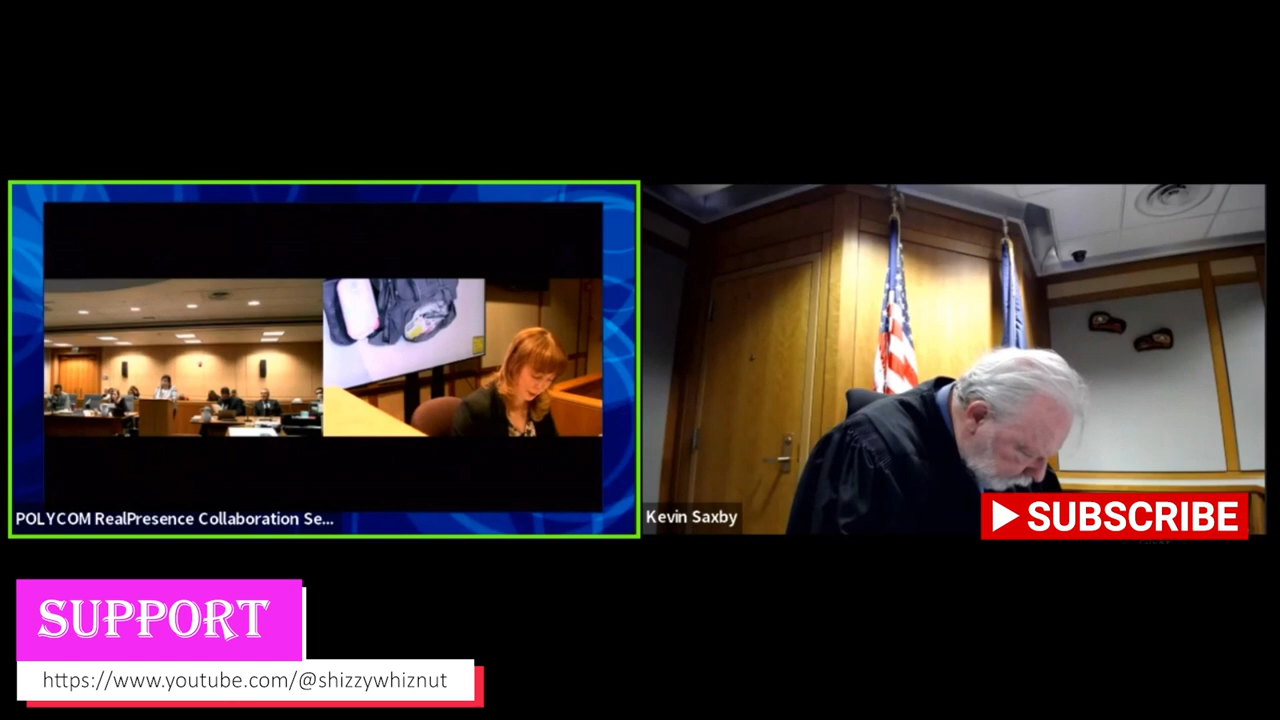 POLYCOM RealPresence Collaboration Se...
Kevin Saxby
SUBSCRIBE
SUPPORT
https://www.youtube.com/@shizzywhiznut